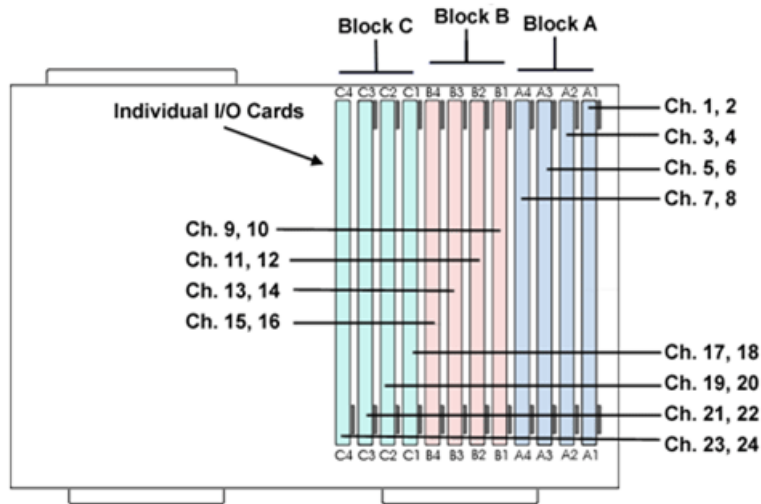 Block C Block B Block A
C4 C3 C2 C1 B4 B3 B2 B1 A4 A3 A2 A1
Individual I/O Cards
Ch. 1, 2
Ch. 3, 4
Ch. 5, 6
Ch. 7, 8
Ch. 9, 10
Ch. 11, 12
Ch. 13, 14
Ch. 15, 16
Ch. 17, 18
Ch. 19, 20
Ch. 21, 22
Ch. 23, 24
C4 C3 C2 C1 B4 B3 B2 B1 A4 A3 A2 A1